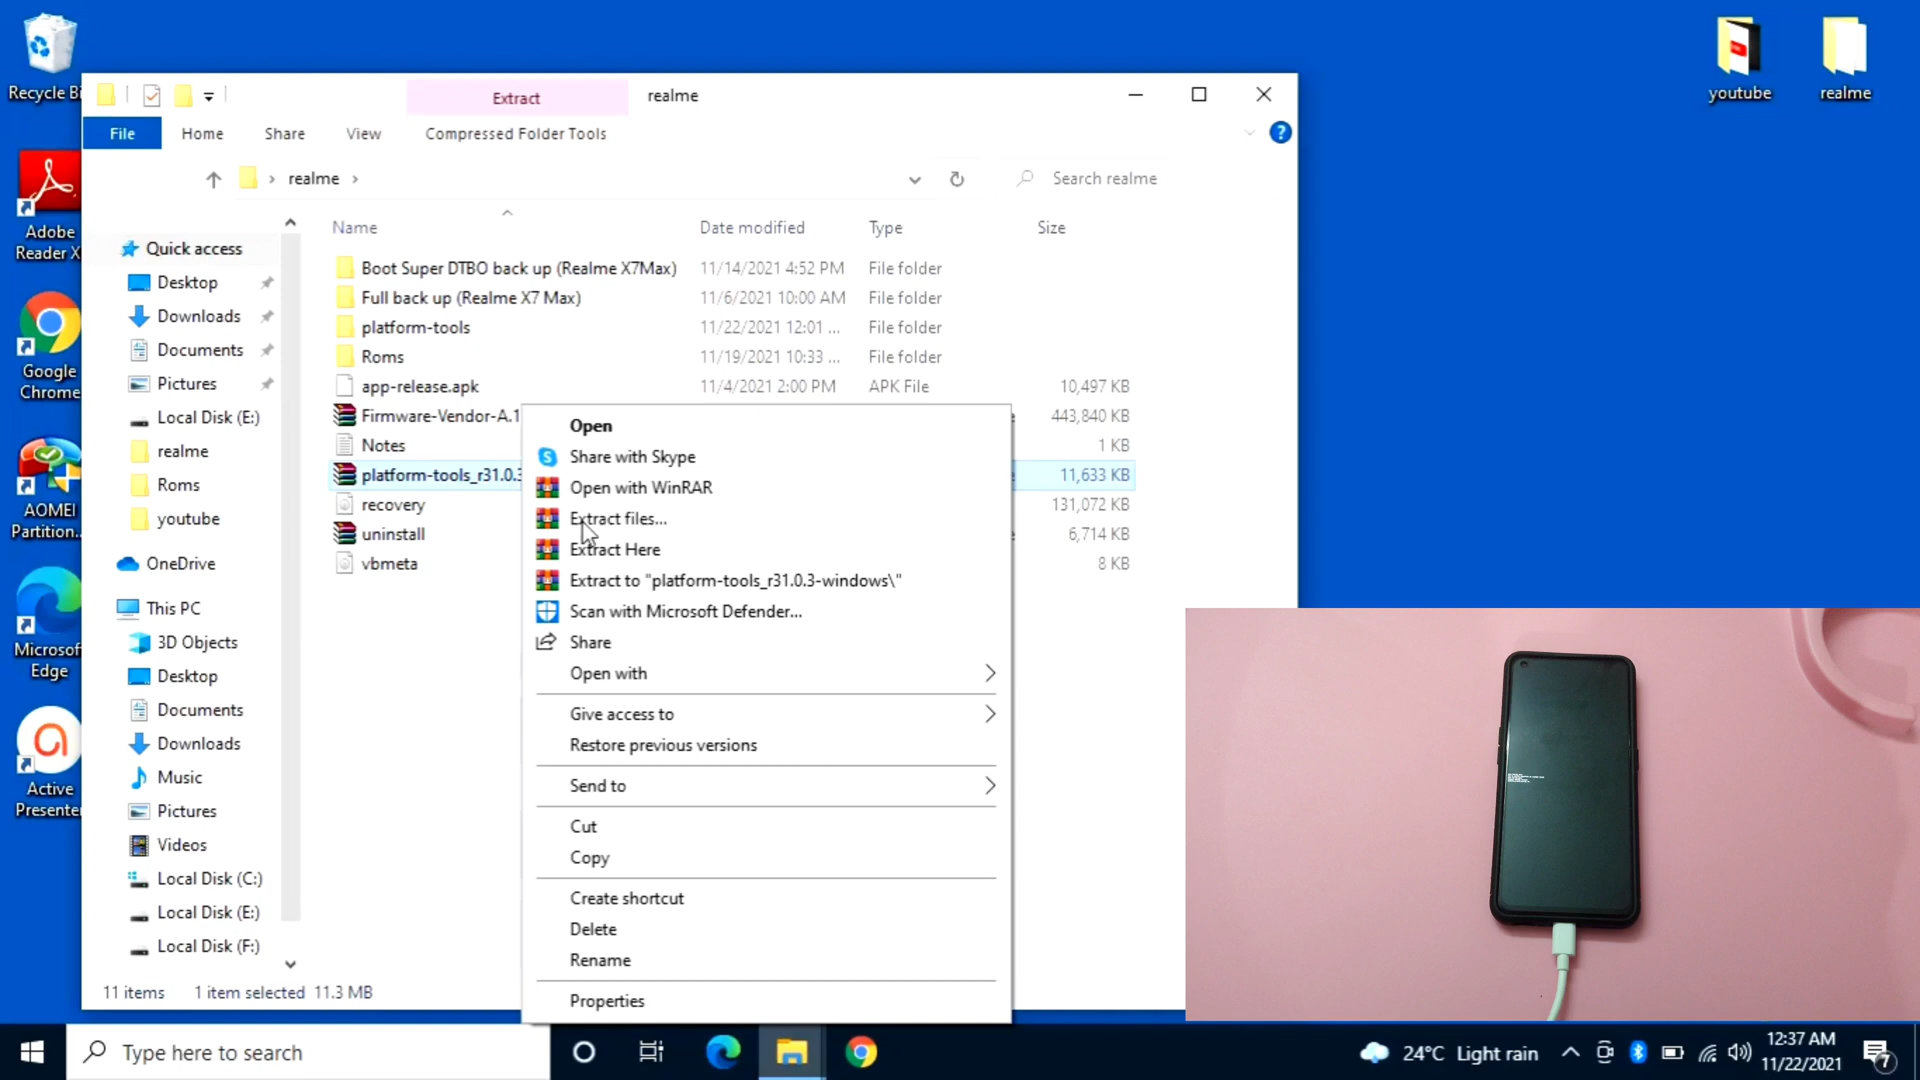 Recycle Bi
Adobe
Reader X
Google
Chrome
AOMEI
Partition...
Microsof
Edge
Active
Presente
youtube
realme
Extract
realme
File
Home
Share
View
Compressed Folder Tools
realme
Search realme
Quick access
Desktop
Downloads
Documents
Pictures
Local Disk (E:)
realme
Roms
youtube
OneDrive
This PC
3D Objects
Desktop
Documents
Downloads
Music
Pictures
Videos
Local Disk (C:)
Local Disk (E:)
Local Disk (F:)
Name Date modified Type Size
Boot Super DTBO back up (Realme X7Max) 11/14/2021 4:52 PM File folder
Full back up (Realme X7 Max) 11/6/2021 10:00 AM File folder
platform-tools 11/22/2021 12:01 ... File folder
Roms 11/19/2021 10:33 ... File folder
app-release.apk 11/4/2021 2:00 PM APK File 10,497 KB
Firmware-Vendor-A.1 443,840 KB
Notes 1 KB
platform-tools_r31.0.3 11,633 KB
recovery 131,072 KB
uninstall 6,714 KB
vbmeta 8 KB
Open
Share with Skype
Open with WinRAR
Extract files...
Extract Here
Extract to "platform-tools_r31.0.3-windows\"
Scan with Microsoft Defender...
Share
Open with
Give access to
Restore previous versions
Send to
Cut
Copy
Create shortcut
Delete
Rename
Properties
11 items 1 item selected 11.3 MB
Type here to search
24°C Light rain
12:37 AM
11/22/2021
7